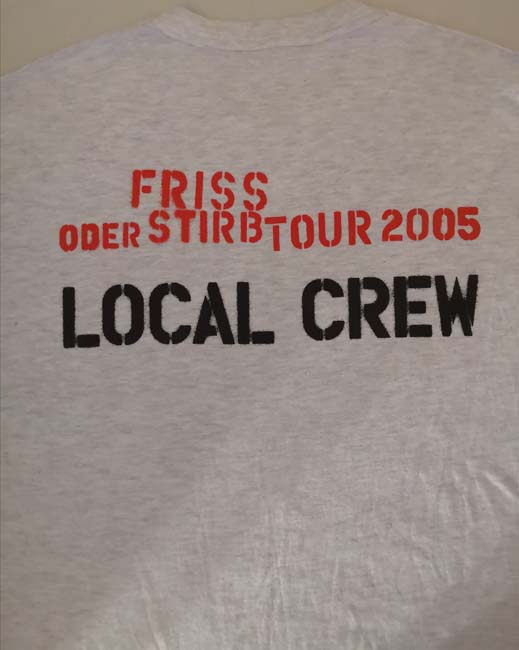 FRISS
ODER STIRB TOUR 2005
LOCAL CREW